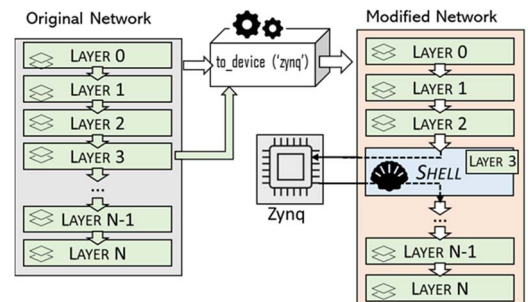 Original Network
LAYER 0
LAYER 1
LAYER 2
LAYER 3
...
LAYER N-1
LAYER N
to_device ('zynq')
Zynq
Modified Network
LAYER 0
LAYER 1
LAYER 2
SHELL
LAYER 3
...
LAYER N-1
LAYER N